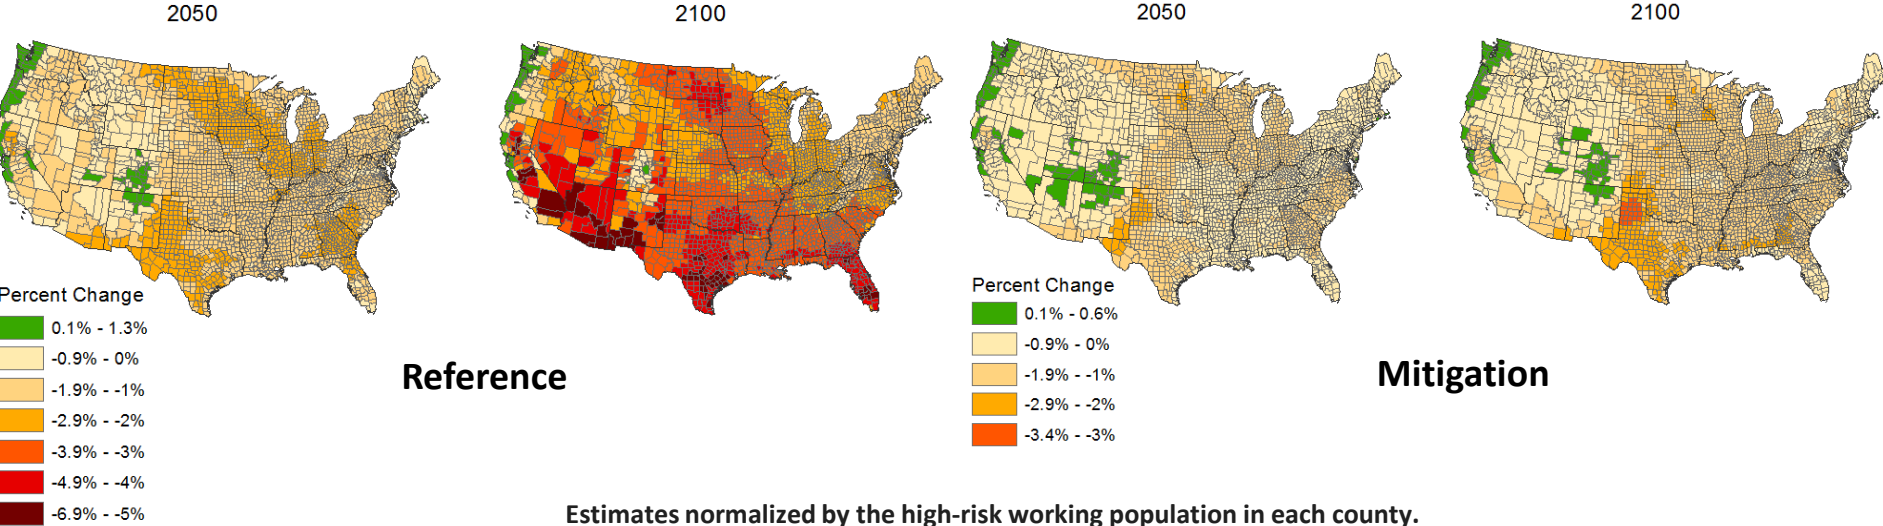 2050
2100
2050
2100
Percent Change
0.1% - 1.3%
-0.9% - 0%
-1.9% - -1%
-2.9% - -2%
-3.9% - -3%
-4.9% - -4%
-6.9% - -5%
Reference
Percent Change
0.1% - 0.6%
-0.9% - 0%
-1.9% - -1%
-2.9% - -2%
-3.4% - -3%
Mitigation
Estimates normalized by the high-risk working population in each county.